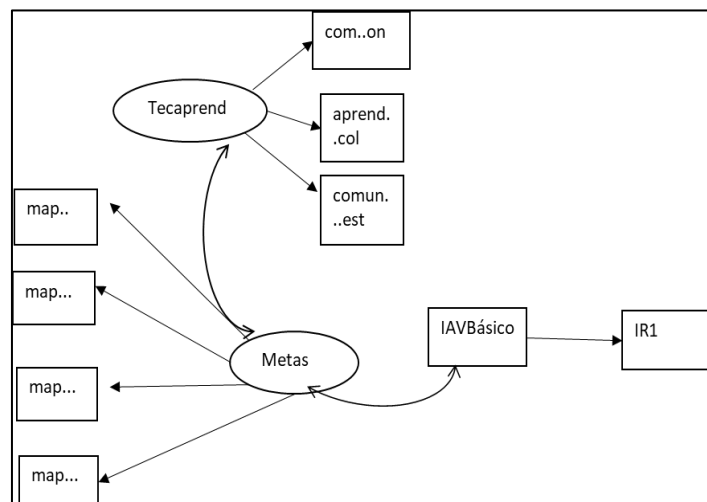 com..on
Tecaprend
aprend.
.col
comun.
..est
map..
map...
IAVBásico
IR1
Metas
map...
map...